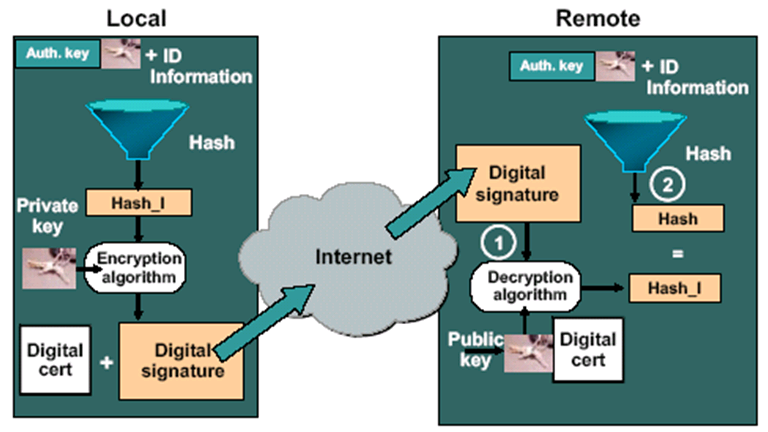 Local
Auth. key
+ ID
Information
Hash
Hash_I
Private
key
Encryption
algorithm
Digital
cert
+
Digital
signature
Internet
Remote
Auth. key
+ ID
Information
Hash
2
Hash
=
Hash_I
Digital
signature
1
Decryption
algorithm
Public
key
Digital
cert